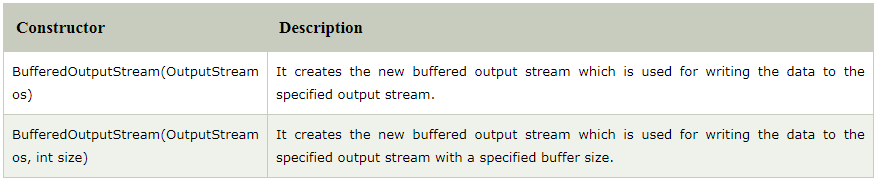 Constructor
Description
BufferedOutputStream(OutputStream
os)
It creates the new buffered output stream which is used for writing the data to the
specified output stream.
BufferedOutputStream(OutputStream
os, int size)
It creates the new buffered output stream which is used for writing the data to the
specified output stream with a specified buffer size.